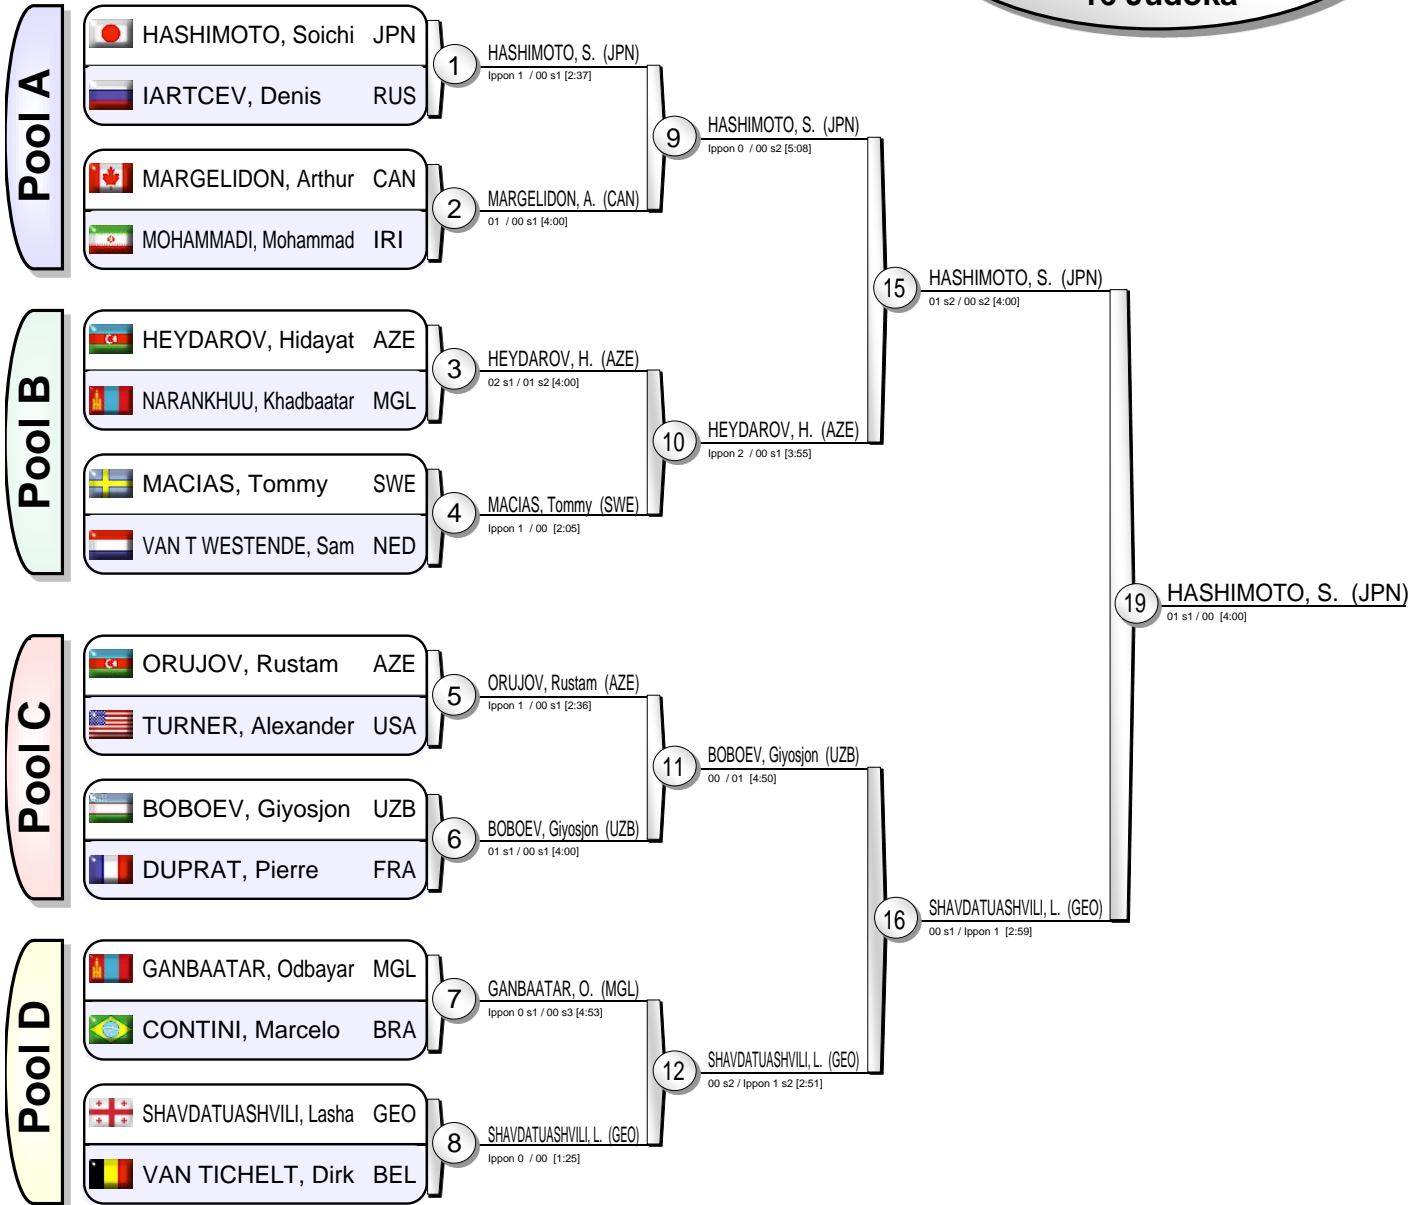 16 Judoka
Pool A
HASHIMOTO, Soichi JPN
IARTCEV, Denis RUS
MARGELIDON, Arthur CAN
MOHAMMADI, Mohammad IRI
Pool B
HEYDAROV, Hidayat AZE
NARANKHUU, Khadbaatar MGL
MACIAS, Tommy SWE
VAN T WESTENDE, Sam NED
Pool C
ORUJOV, Rustam AZE
TURNER, Alexander USA
BOBOEV, Giyosjon UZB
DUPRAT, Pierre FRA
Pool D
GANBAATAR, Odbayar MGL
CONTINI, Marcelo BRA
SHAVDATUASHVILI, Lasha GEO
VAN TICHELT, Dirk BEL
1
HASHIMOTO, S. (JPN)
Ippon 1 / 00 s1 [2:37]
2
MARGELIDON, A. (CAN)
01 / 00 s1 [4:00]
3
HEYDAROV, H. (AZE)
02 s1 / 01 s2 [4:00]
4
MACIAS, Tommy (SWE)
Ippon 1 / 00 [2:05]
5
ORUJOV, Rustam (AZE)
Ippon 1 / 00 s1 [2:36]
6
BOBOEV, Giyosjon (UZB)
01 s1 / 00 s1 [4:00]
7
GANBAATAR, O. (MGL)
Ippon 0 s1 / 00 s3 [4:53]
8
SHAVDATUASHVILI, L. (GEO)
Ippon 0 / 00 [1:25]
9
HASHIMOTO, S. (JPN)
Ippon 0 / 00 s2 [5:08]
10
HEYDAROV, H. (AZE)
Ippon 2 / 00 s1 [3:55]
11
BOBOEV, Giyosjon (UZB)
00 / 01 [4:50]
12
SHAVDATUASHVILI, L. (GEO)
00 s2 / Ippon 1 s2 [2:51]
15
HASHIMOTO, S. (JPN)
01 s2 / 00 s2 [4:00]
16
SHAVDATUASHVILI, L. (GEO)
00 s1 / Ippon 1 [2:59]
19
HASHIMOTO, S. (JPN)
01 s1 / 00 [4:00]